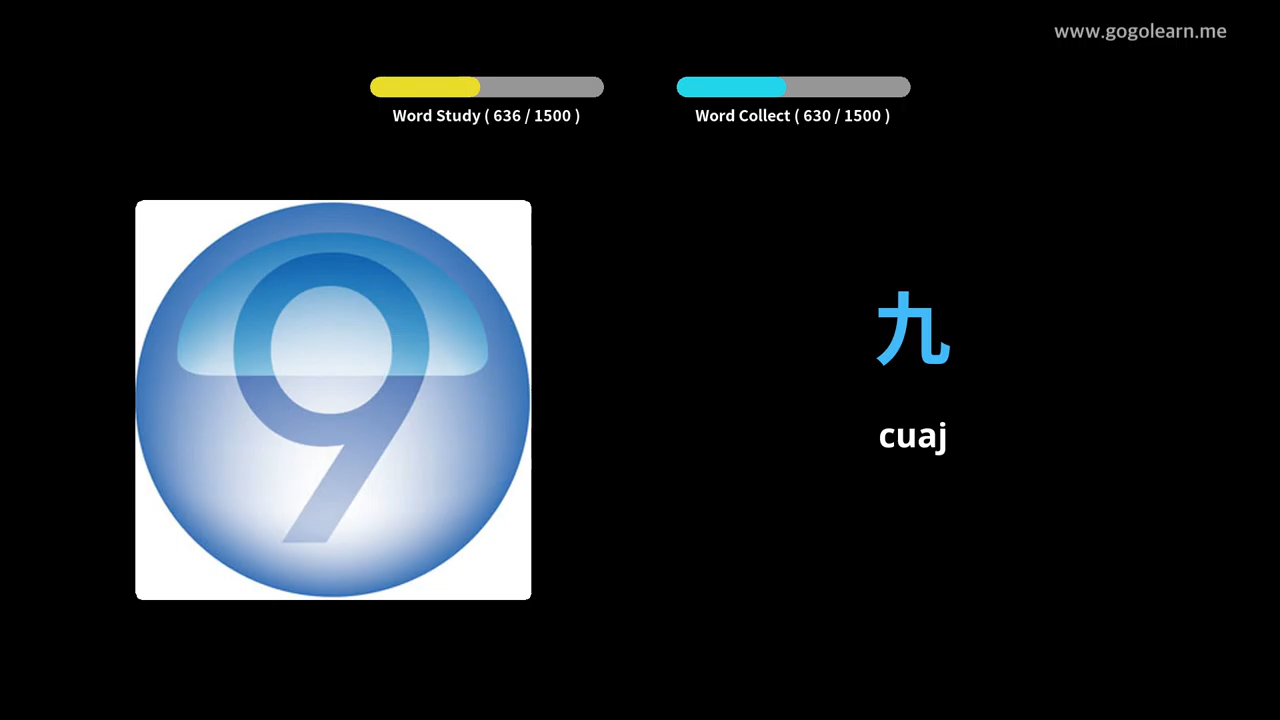 www.gogolearn.me
Word Study ( 636 / 1500 )
Word Collect ( 630 / 1500 )
9
九
cuaj